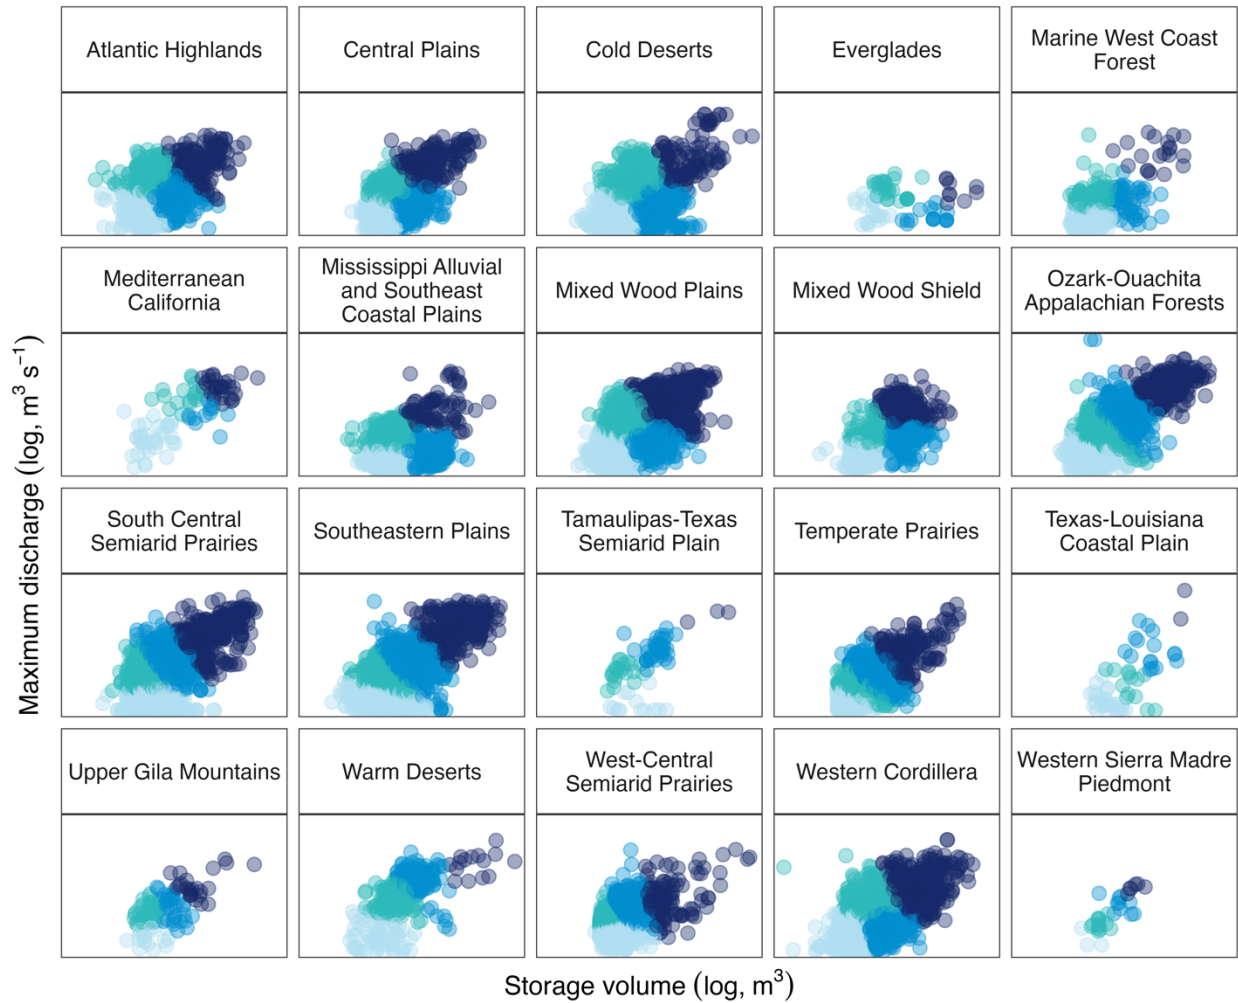 Atlantic Highlands
Central Plains
Cold Deserts
Everglades
Marine West Coast
Forest
Mediterranean
California
Mississippi Alluvial
and Southeast
Coastal Plains
Mixed Wood Plains
Mixed Wood Shield
Ozark-Ouachita
Appalachian Forests
South Central
Semiarid Prairies
Southeastern Plains
Tamaulipas-Texas
Semiarid Plain
Temperate Prairies
Texas-Louisiana
Coastal Plain
Upper Gila Mountains
Warm Deserts
West-Central
Semiarid Prairies
Western Cordillera
Western Sierra Madre
Piedmont
Maximum discharge (log, m³ s⁻¹)
Storage volume (log, m³)